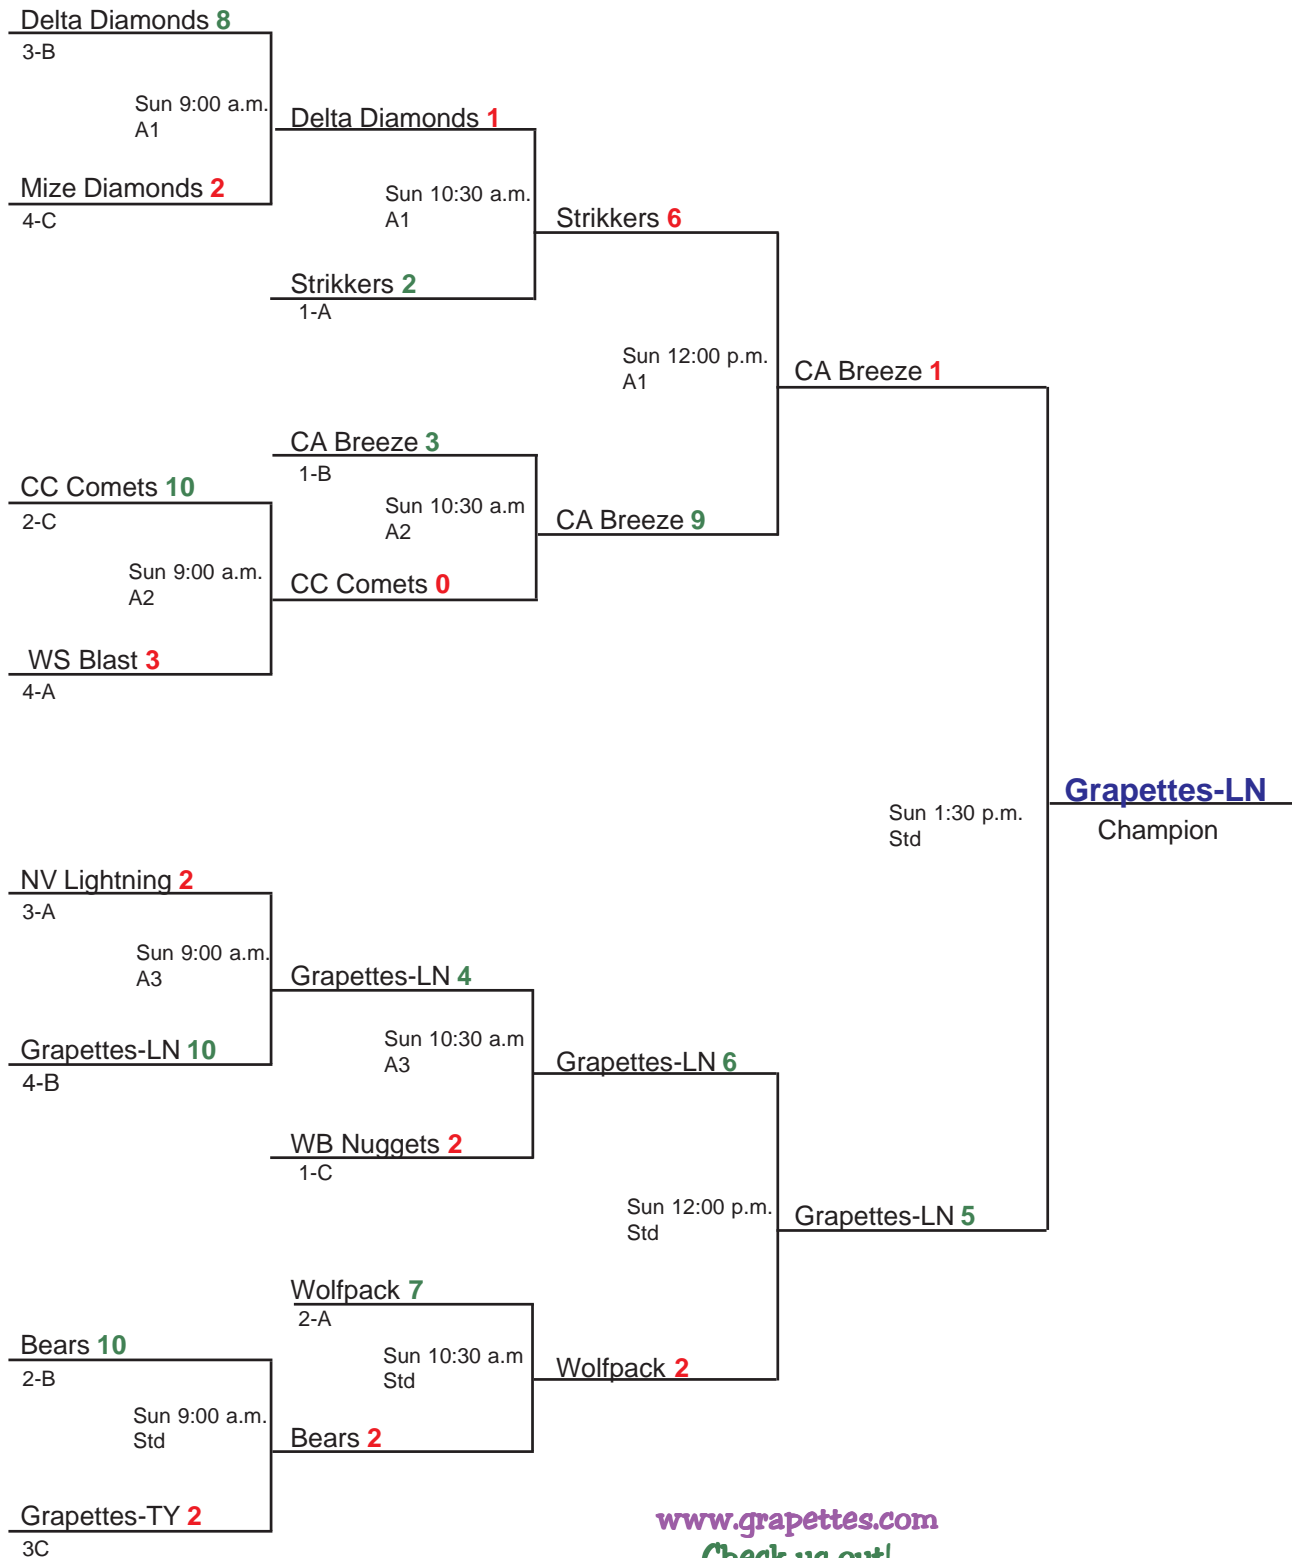 Delta Diamonds 8
3-B
Sun 9:00 a.m.
A1
Mize Diamonds 2
4-C
Delta Diamonds 1
Sun 10:30 a.m.
A1
Strikkers 2
1-A
Strikkers 6
Sun 12:00 p.m.
A1
CA Breeze 3
1-B
CC Comets 10
2-C
Sun 9:00 a.m.
A2
WS Blast 3
4-A
Sun 10:30 a.m
A2
CC Comets 0
CA Breeze 9
CA Breeze 1
Sun 1:30 p.m.
Std
Grapettes-LN
Champion
NV Lightning 2
3-A
Sun 9:00 a.m.
A3
Grapettes-LN 10
4-B
Grapettes-LN 4
Sun 10:30 a.m
A3
WB Nuggets 2
1-C
Grapettes-LN 6
Sun 12:00 p.m.
Std
Grapettes-LN 5
Wolfpack 7
2-A
Bears 10
2-B
Sun 9:00 a.m.
Std
Grapettes-TY 2
3C
Sun 10:30 a.m
Std
Bears 2
Wolfpack 2
www.grapettes.com
Check us out!